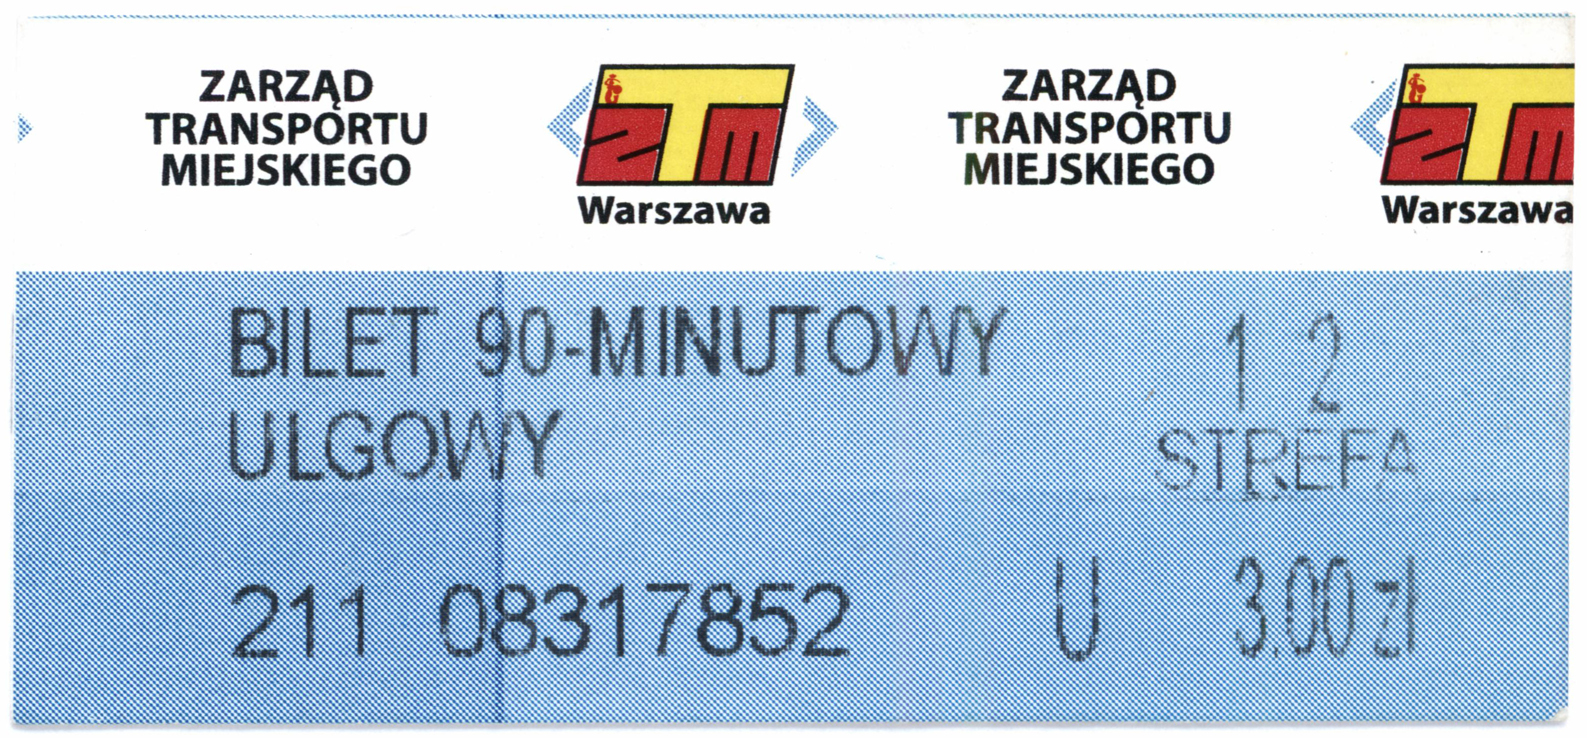 ZARZĄD
TRANSPORTU
MIEJSKIEGO
ZTM
Warszawa
ZARZĄD
TRANSPORTU
MIEJSKIEGO
ZTM
Warszawa
BILET 90-MINUTOWY
ULGOWY
1 2
STREFA
211 08317852 U 3.00 zł